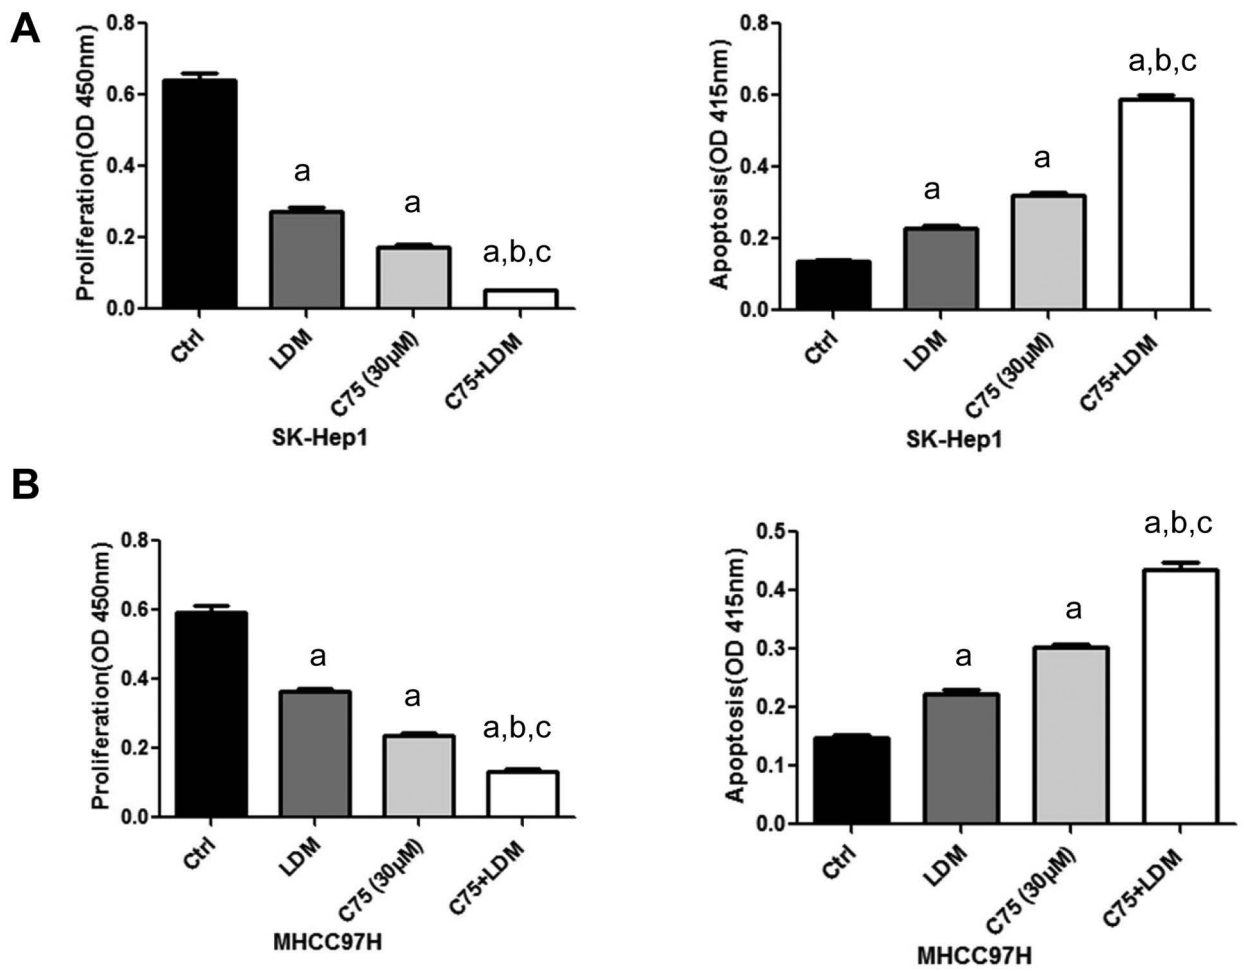 A
Proliferation(OD 450nm)
0.8
0.6
0.4
0.2
0.0
a
a
a,b,c
Ctrl
LDM
C75 (30µM)
C75+LDM
SK-Hep1
Apoptosis(OD 415nm)
0.8
0.6
0.4
0.2
0.0
a
a
a,b,c
Ctrl
LDM
C75 (30µM)
C75+LDM
SK-Hep1
B
Proliferation(OD 450nm)
0.8
0.6
0.4
0.2
0.0
a
a
a,b,c
Ctrl
LDM
C75 (30µM)
C75+LDM
MHCC97H
Apoptosis(OD 415nm)
0.5
0.4
0.3
0.2
0.1
0.0
a
a
a,b,c
Ctrl
LDM
C75 (30µM)
C75+LDM
MHCC97H